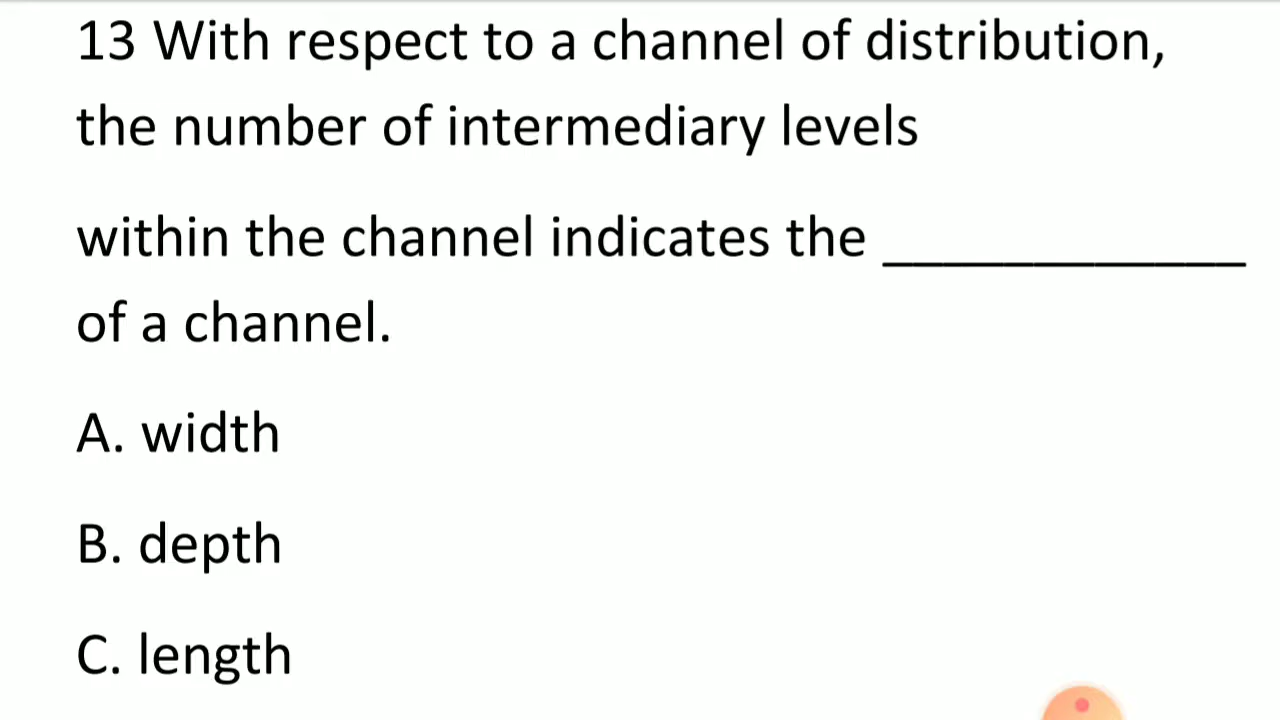 13 With respect to a channel of distribution,
the number of intermediary levels
within the channel indicates the ____________
of a channel.
A. width
B. depth
C. length